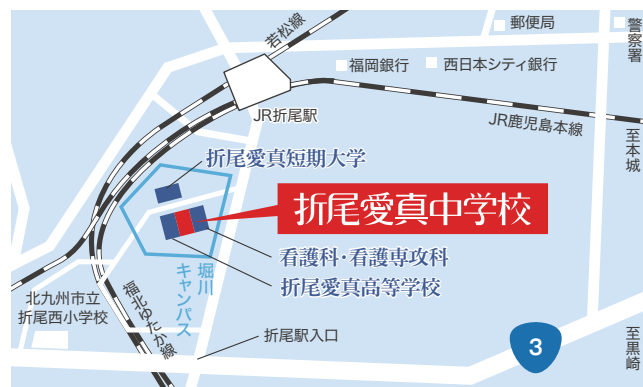 若松線
郵便局
警察署
福岡銀行
西日本シティ銀行
JR折尾駅
JR鹿児島本線
至本城
折尾愛真短期大学
折尾愛真中学校
看護科・看護専攻科
折尾愛真高等学校
堀川
キャンパス
北九州市立
折尾西小学校
福北ゆたか線
折尾駅入口
3
至黒崎